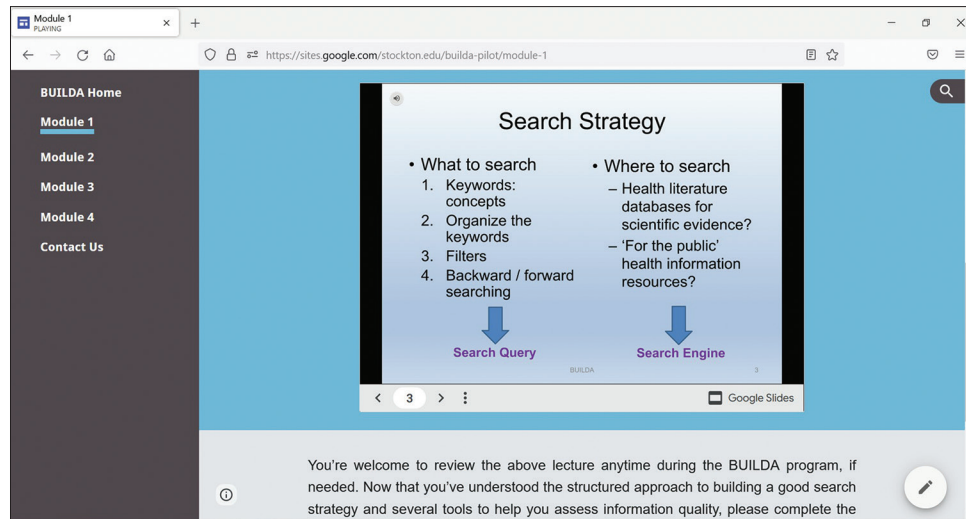 Module 1
PLAYING
https://sites.google.com/stockton.edu/builda-pilot/module-1
BUILDA Home
Module 1
Module 2
Module 3
Module 4
Contact Us
Search Strategy
• What to search
1. Keywords:
concepts
2. Organize the
keywords
3. Filters
4. Backward / forward
searching
Search Query
• Where to search
– Health literature
databases for
scientific evidence?
– ‘For the public’
health information
resources?
Search Engine
BUILDA
3
3
Google Slides
You’re welcome to review the above lecture anytime during the BUILDA program, if
needed. Now that you’ve understood the structured approach to building a good search
strategy and several tools to help you assess information quality, please complete the